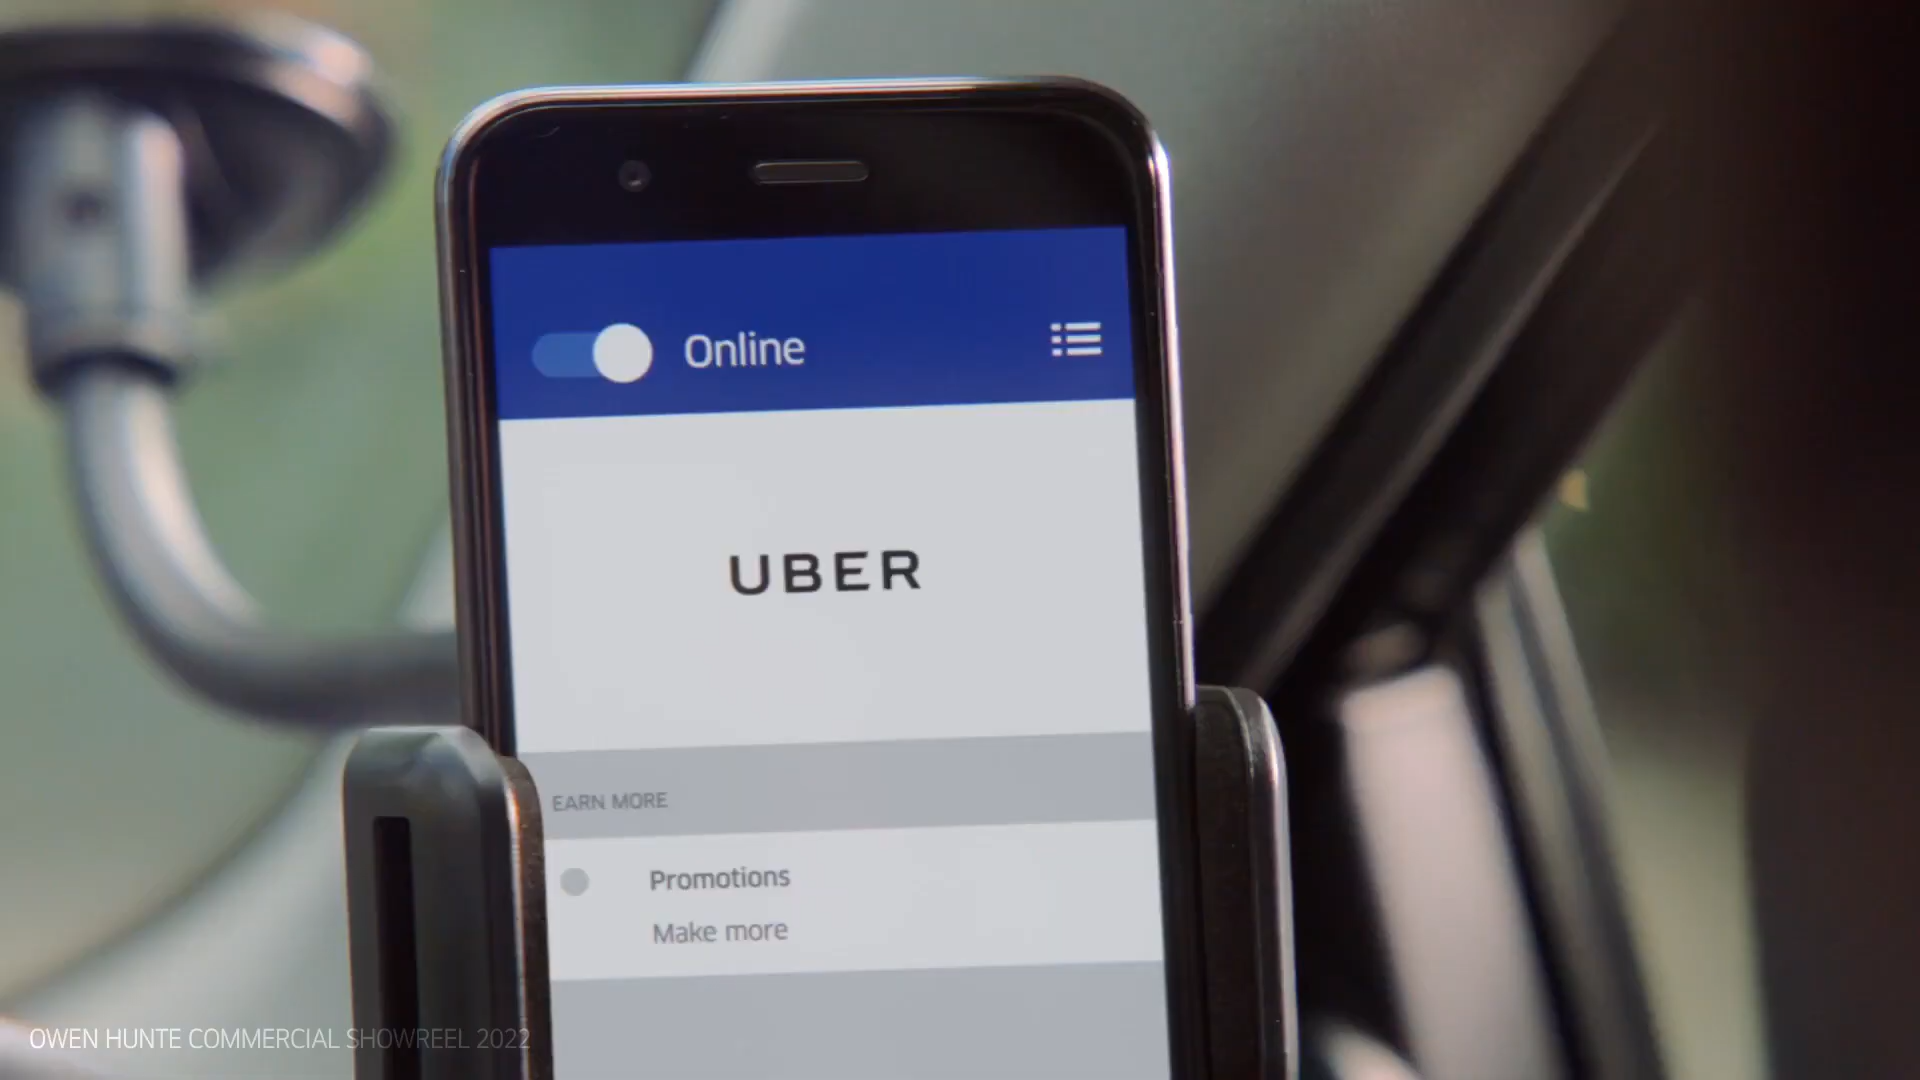 Online
UBER
EARN MORE
Promotions
Make more
OWEN HUNTE COMMERCIAL SHOWREEL 2022